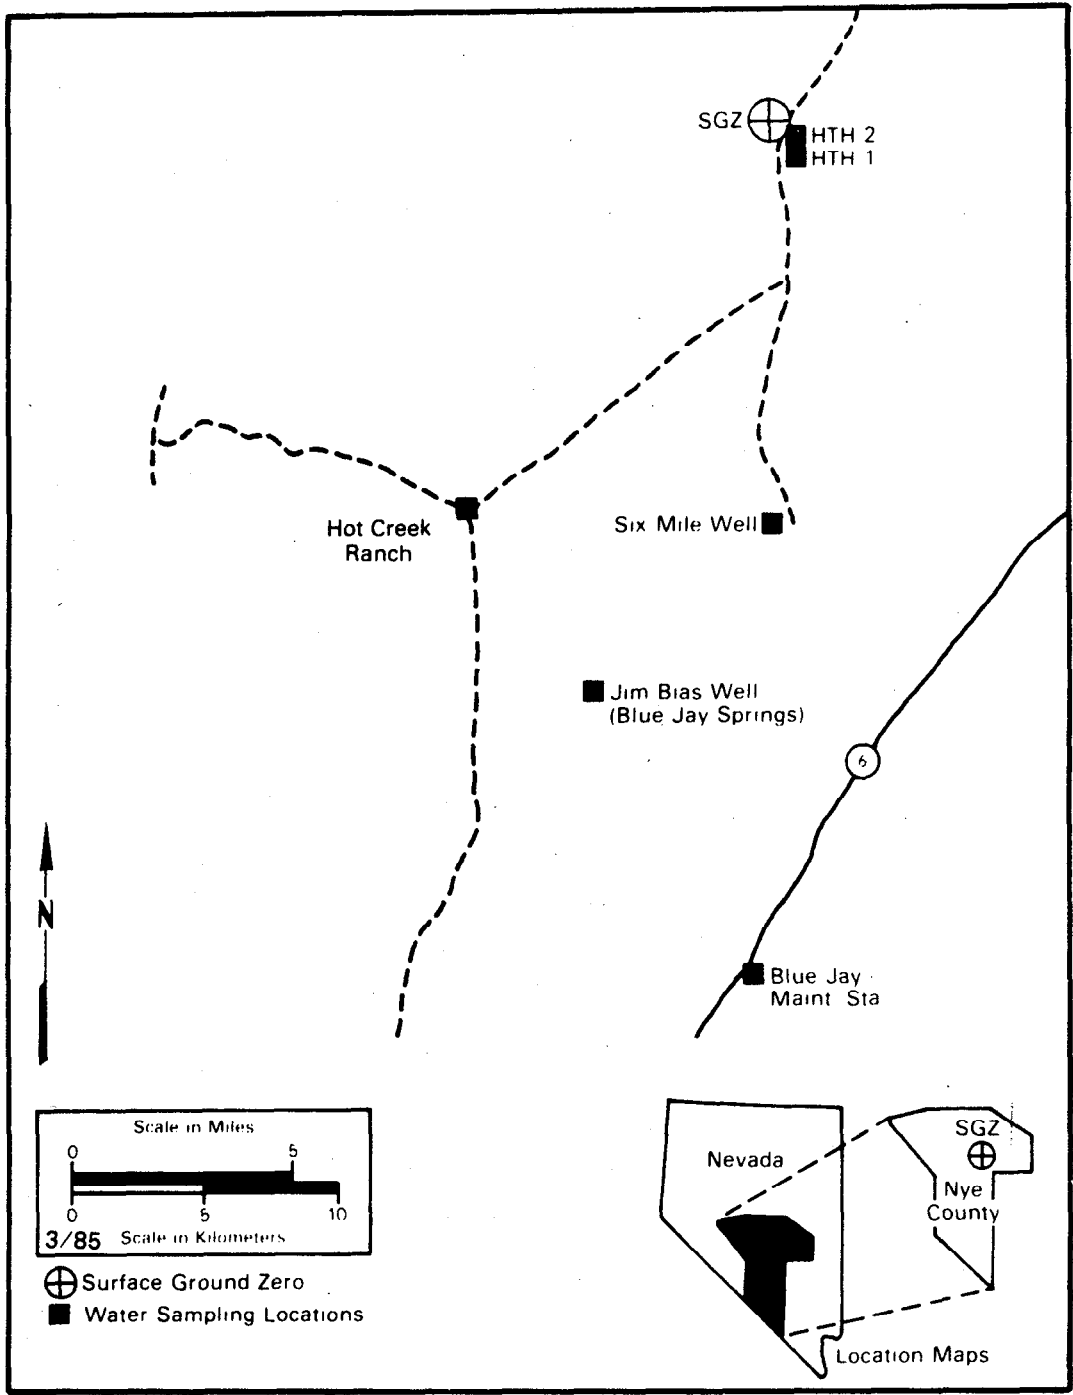 SGZ
HTH 2
HTH 1
Hot Creek
Ranch
Six Mile Well
Jim Bias Well
(Blue Jay Springs)
6
Blue Jay
Maint Sta
N
Scale in Miles
0 5
0 5 10
3/85 Scale in Kilometers
Surface Ground Zero
Water Sampling Locations
Nevada
SGZ
Nye
County
Location Maps